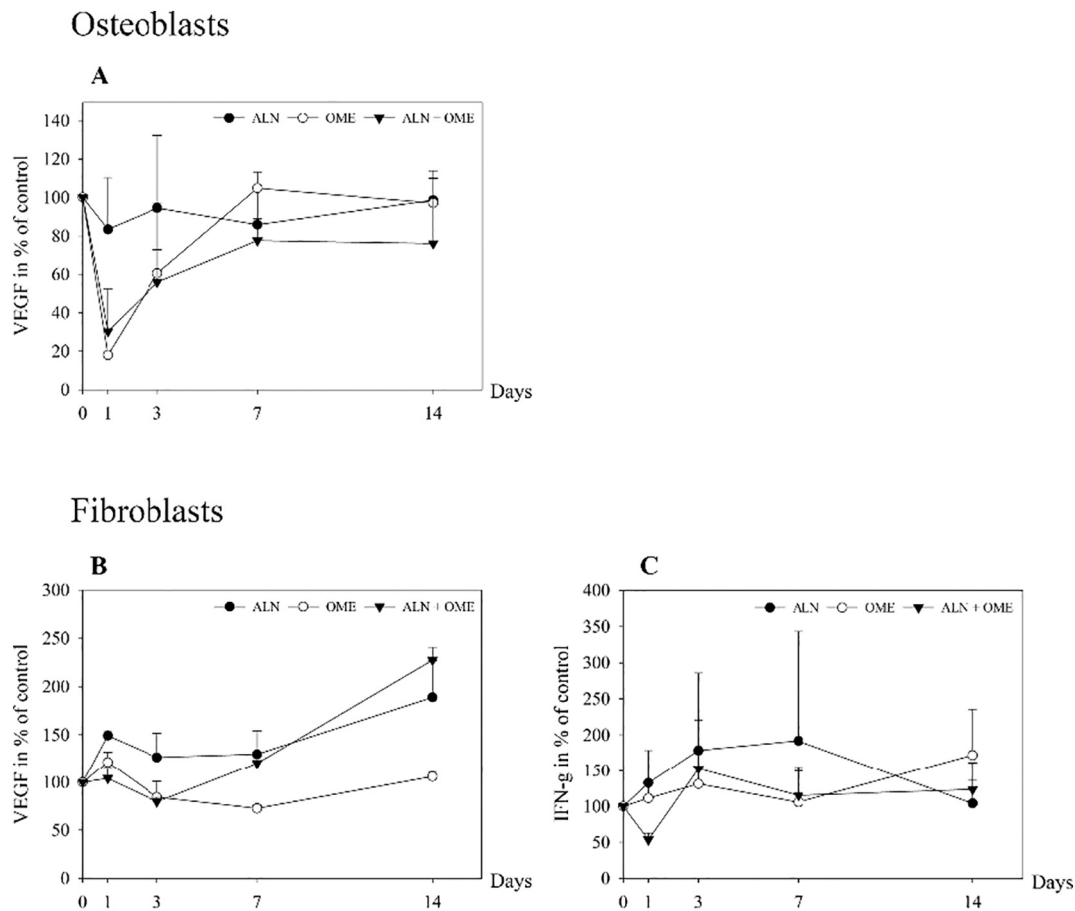 Osteoblasts
A
VEGF in % of control
140
120
100
80
60
40
20
0
ALN OME ALN – OME
0 1 3 7 14 Days
Fibroblasts
B
VEGF in % of control
300
250
200
150
100
50
0
ALN OME ALN + OME
0 1 3 7 14 Days
C
IFN-g in % of control
400
350
300
250
200
150
100
50
0
ALN OME ALN + OME
0 1 3 7 14 Days